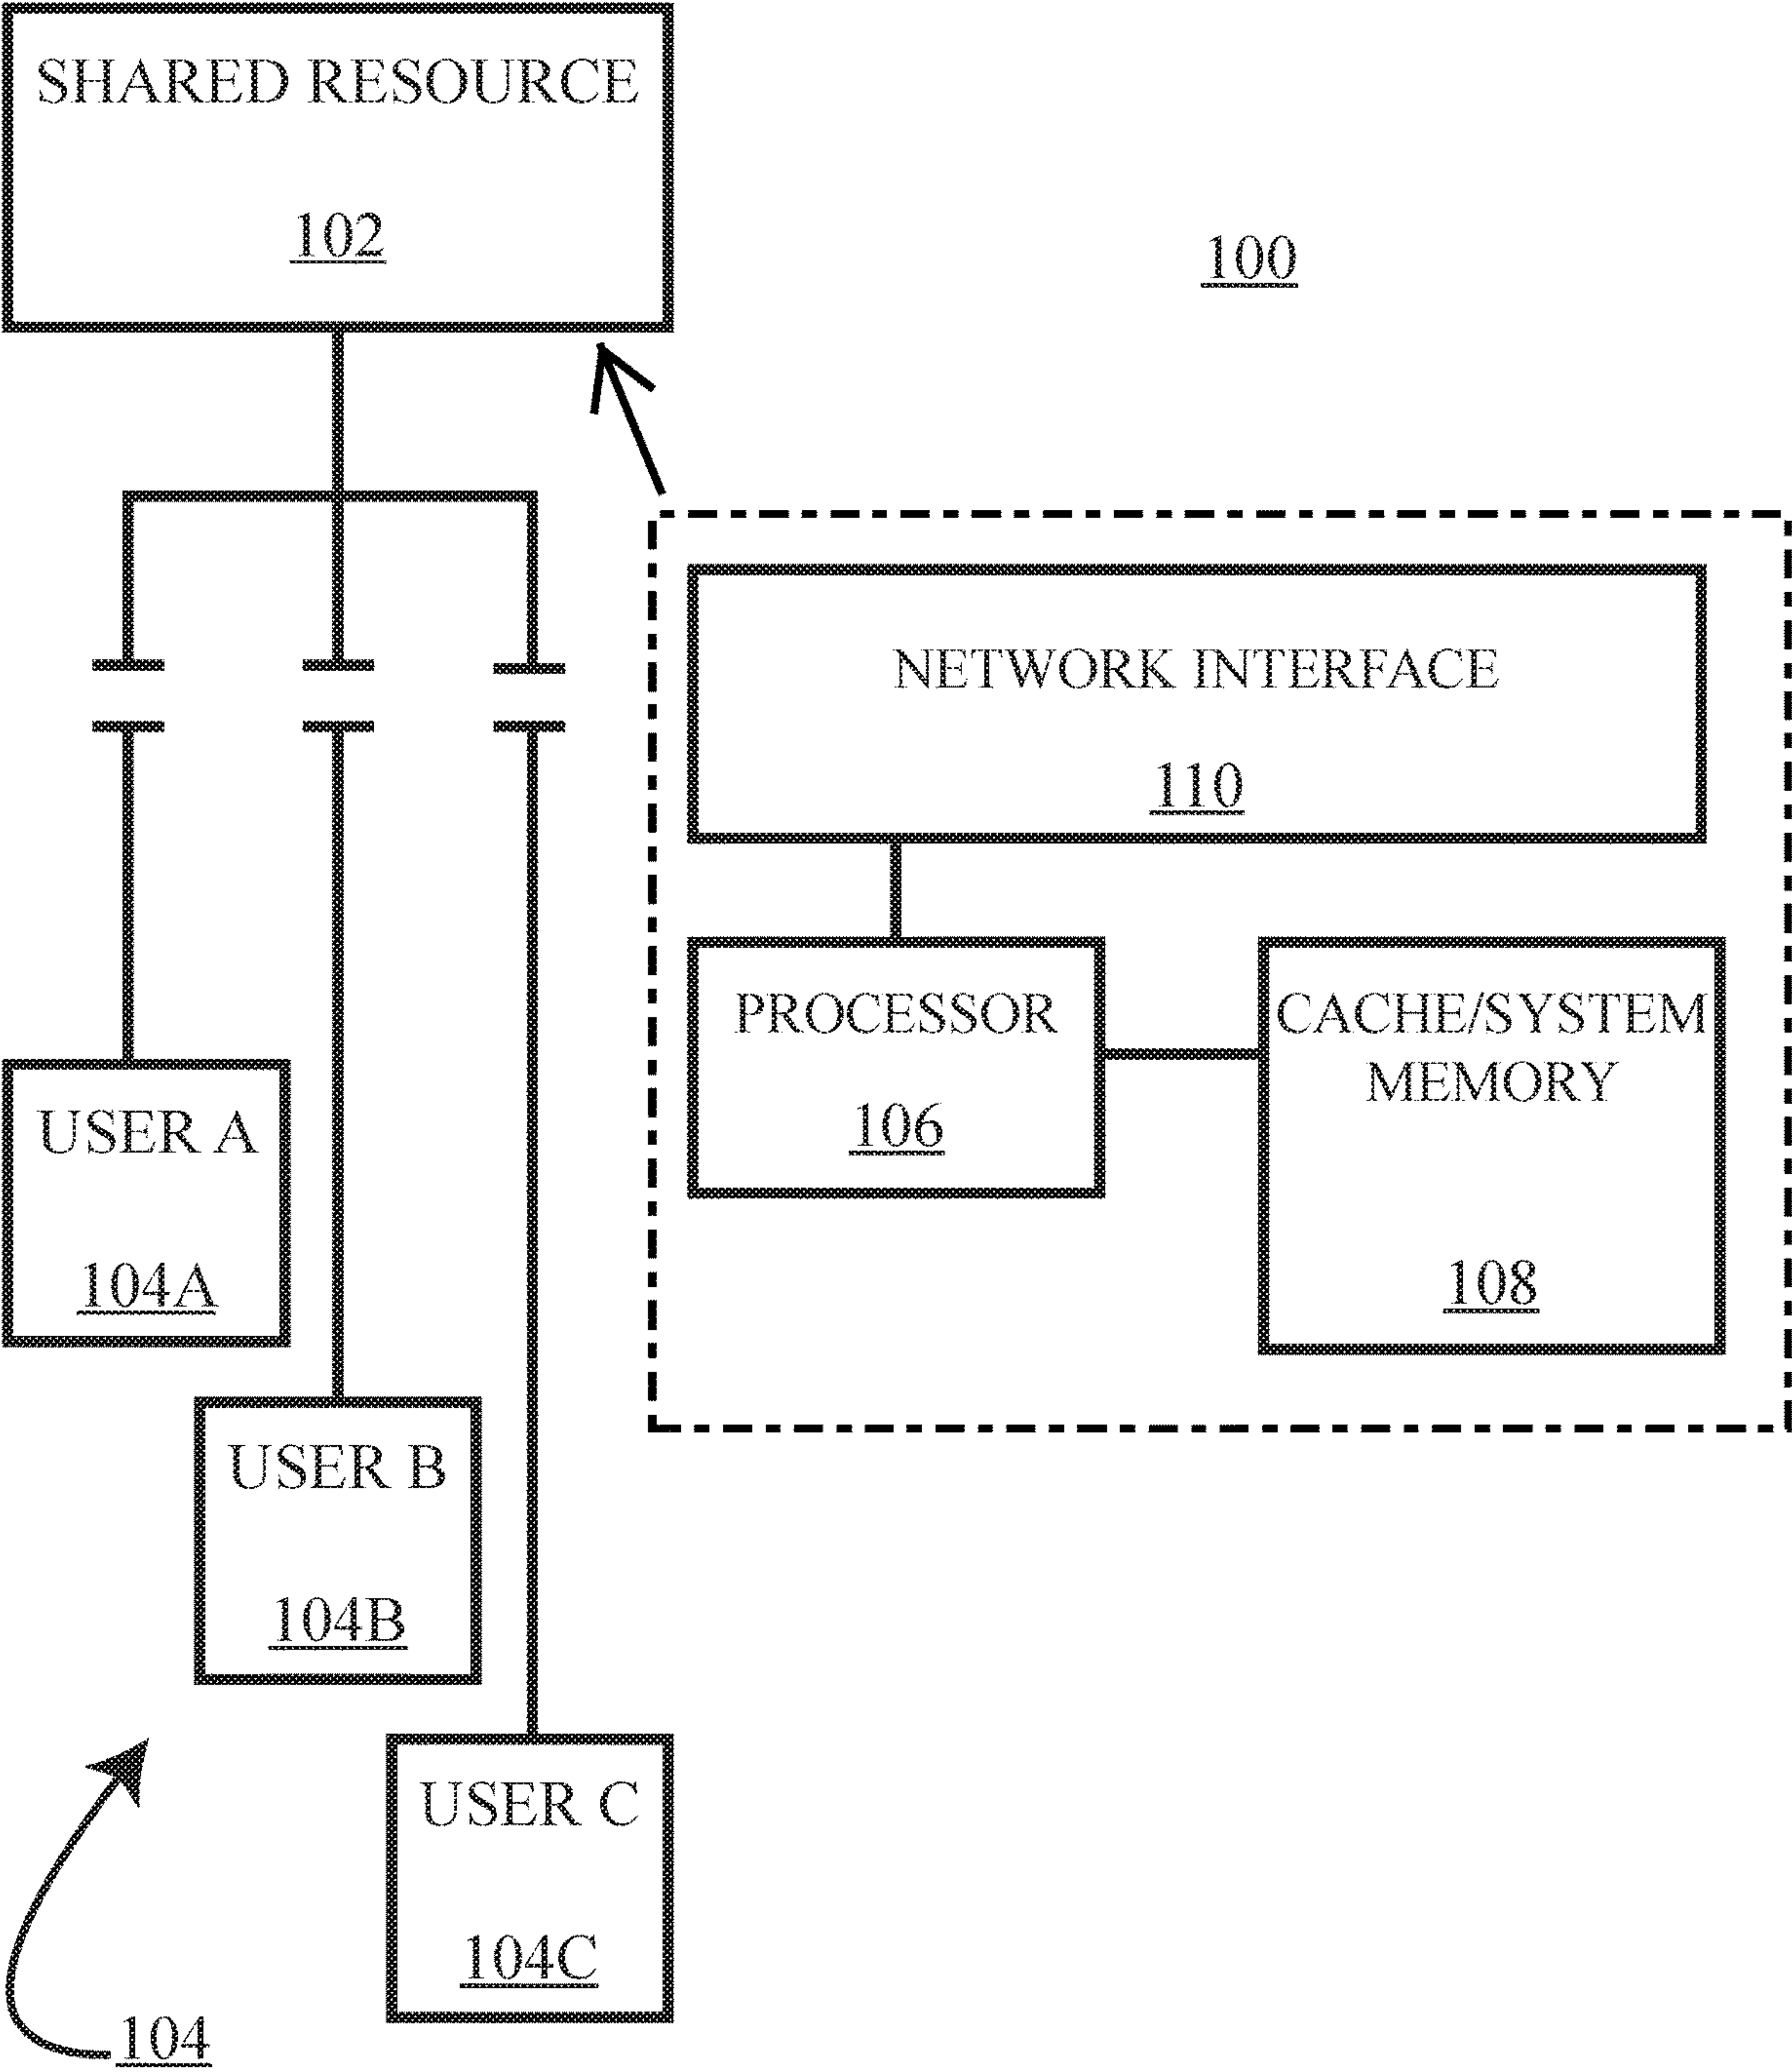 SHARED RESOURCE
102
100
NETWORK INTERFACE
110
PROCESSOR
106
CACHE/SYSTEM
MEMORY
108
USER A
104A
USER B
104B
USER C
104C
104